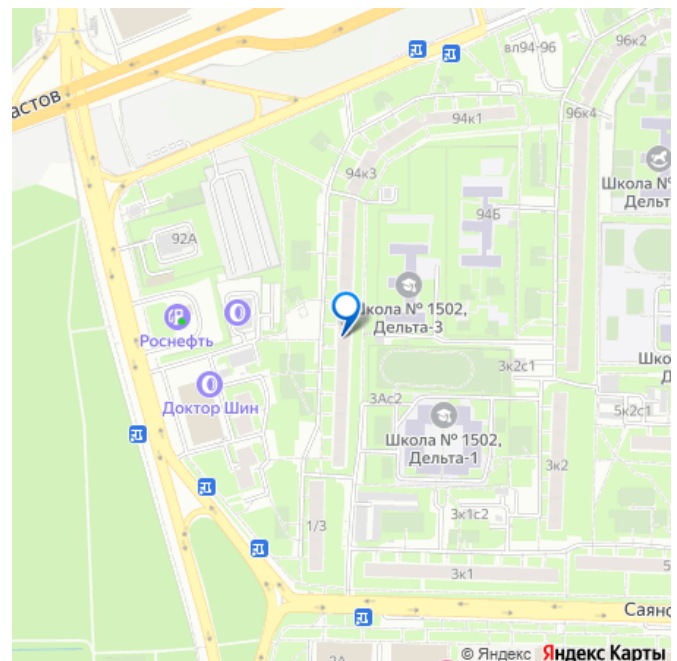 96к2
вл94-96
астов
94к1
96к4
94к3
Школа №
Дельт
94Б
92А
Школа № 1502,
Дельта-3
Роснефть
3к2с1
Шко
Д
3Ас2
Доктор Шин
5к2с1
Школа № 1502,
Дельта-1
3к2
3к1с2
1/3
3к1
5
Саянс
2А
© Яндекс Яндекс Карты